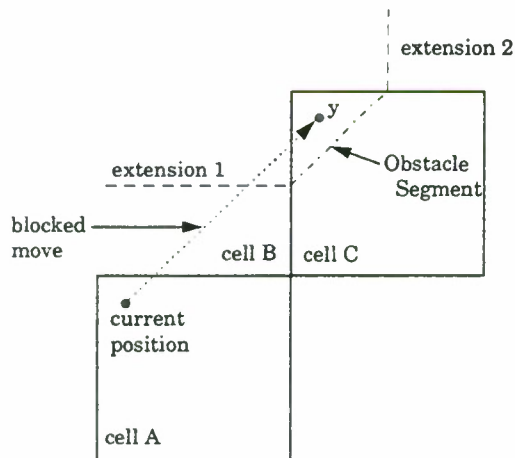 extension 2
y
extension 1
Obstacle
Segment
blocked
move
cell B
cell C
current
position
cell A